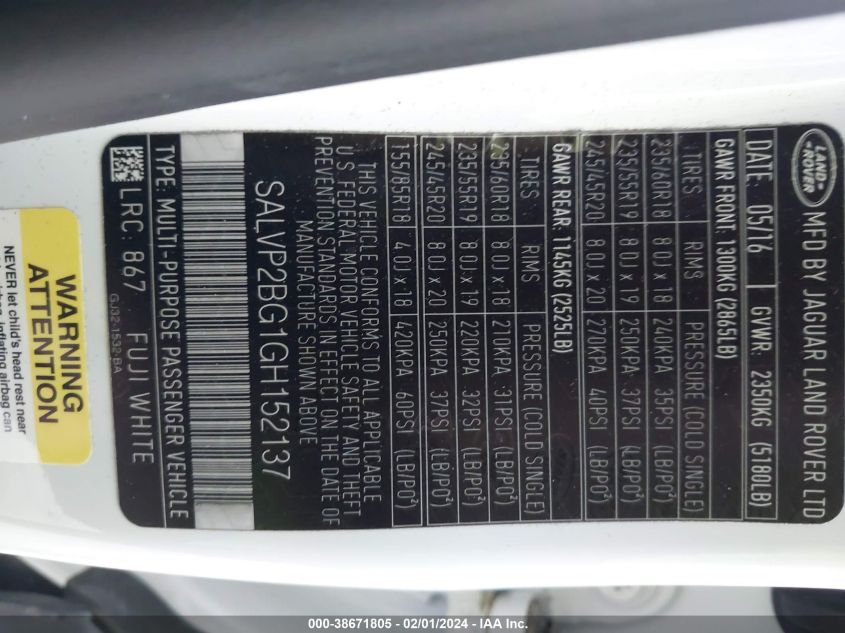 LAND
ROVER
MFD BY JAGUAR LAND ROVER LTD
DATE: 05/16 GVWR: 2350KG (5180LB)
GAWR FRONT: 1300KG (2865LB)
TIRES RIMS PRESSURE (COLD SINGLE)
235/60R18 8.0J x 18 240KPA 35PSI (LB/PO²)
235/55R19 8.0J x 19 250KPA 37PSI (LB/PO²)
245/45R20 8.0J x 20 270KPA 40PSI (LB/PO²)
GAWR REAR: 1145KG (2525LB)
TIRES RIMS PRESSURE (COLD SINGLE)
235/60R18 8.0J x 18 210KPA 31PSI (LB/PO²)
235/55R19 8.0J x 19 220KPA 32PSI (LB/PO²)
245/45R20 8.0J x 20 250KPA 37PSI (LB/PO²)
155/85R18 4.0J x 18 420KPA 60PSI (LB/PO²)
THIS VEHICLE CONFORMS TO ALL APPLICABLE
U.S. FEDERAL MOTOR VEHICLE SAFETY AND THEFT
PREVENTION STANDARDS IN EFFECT ON THE DATE OF
MANUFACTURE SHOWN ABOVE
SALVP2BG1GH152137
TYPE: MULTI-PURPOSE PASSENGER VEHICLE
LRC: 867 FUJI WHITE
GJ32-1532-BA
WARNING
ATTENTION
NEVER let child's head rest near
inflating airbag can
000-38671805 - 02/01/2024 - IAA Inc.